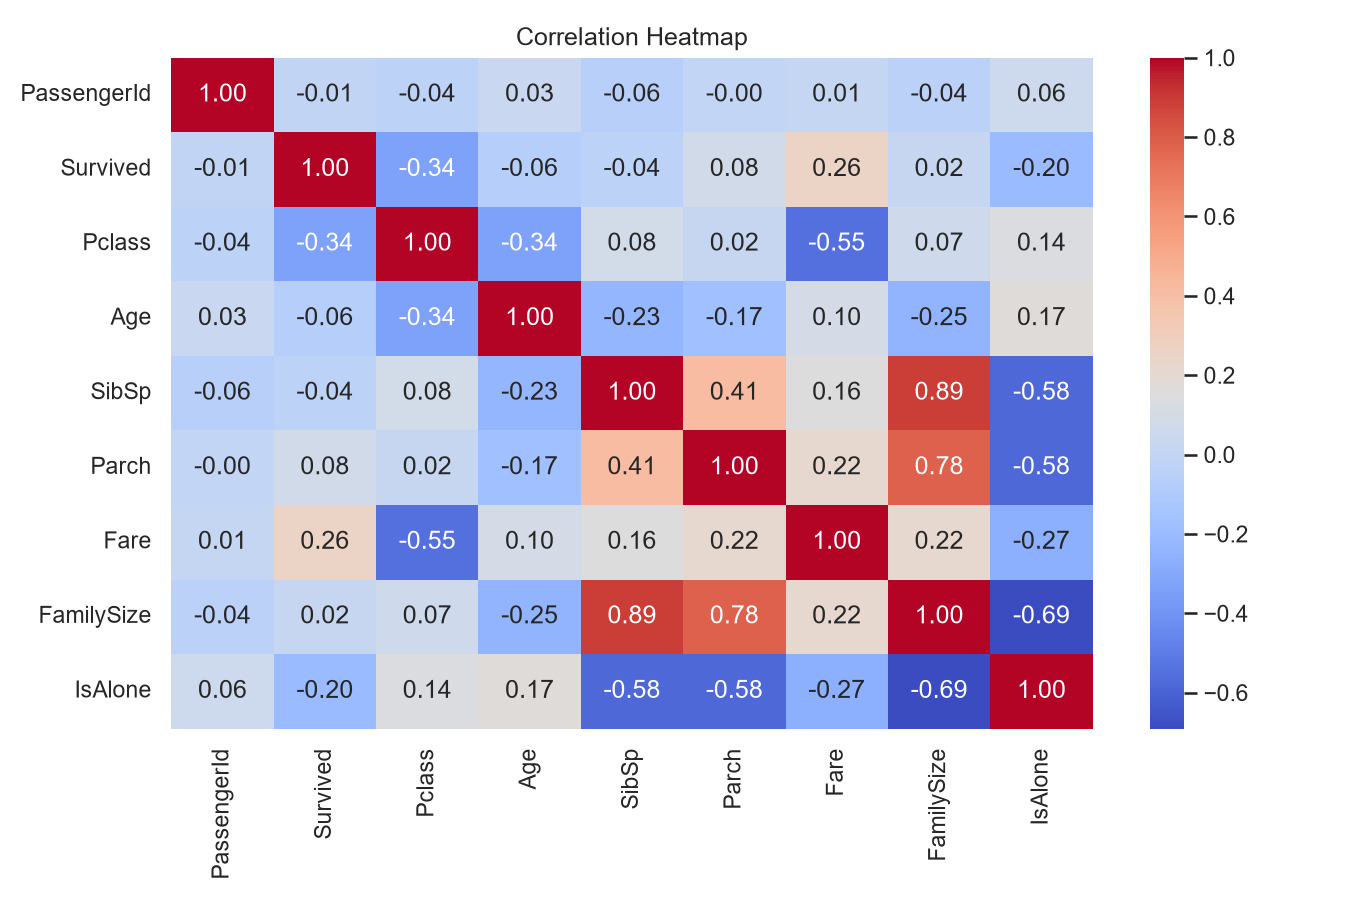 Correlation Heatmap
PassengerId 1.00 -0.01 -0.04 0.03 -0.06 -0.00 0.01 -0.04 0.06
Survived -0.01 1.00 -0.34 -0.06 -0.04 0.08 0.26 0.02 -0.20
Pclass -0.04 -0.34 1.00 -0.34 0.08 0.02 -0.55 0.07 0.14
Age 0.03 -0.06 -0.34 1.00 -0.23 -0.17 0.10 -0.25 0.17
SibSp -0.06 -0.04 0.08 -0.23 1.00 0.41 0.16 0.89 -0.58
Parch -0.00 0.08 0.02 -0.17 0.41 1.00 0.22 0.78 -0.58
Fare 0.01 0.26 -0.55 0.10 0.16 0.22 1.00 0.22 -0.27
FamilySize -0.04 0.02 0.07 -0.25 0.89 0.78 0.22 1.00 -0.69
IsAlone 0.06 -0.20 0.14 0.17 -0.58 -0.58 -0.27 -0.69 1.00
PassengerId Survived Pclass Age SibSp Parch Fare FamilySize IsAlone
1.0
0.8
0.6
0.4
0.2
0.0
−0.2
−0.4
−0.6